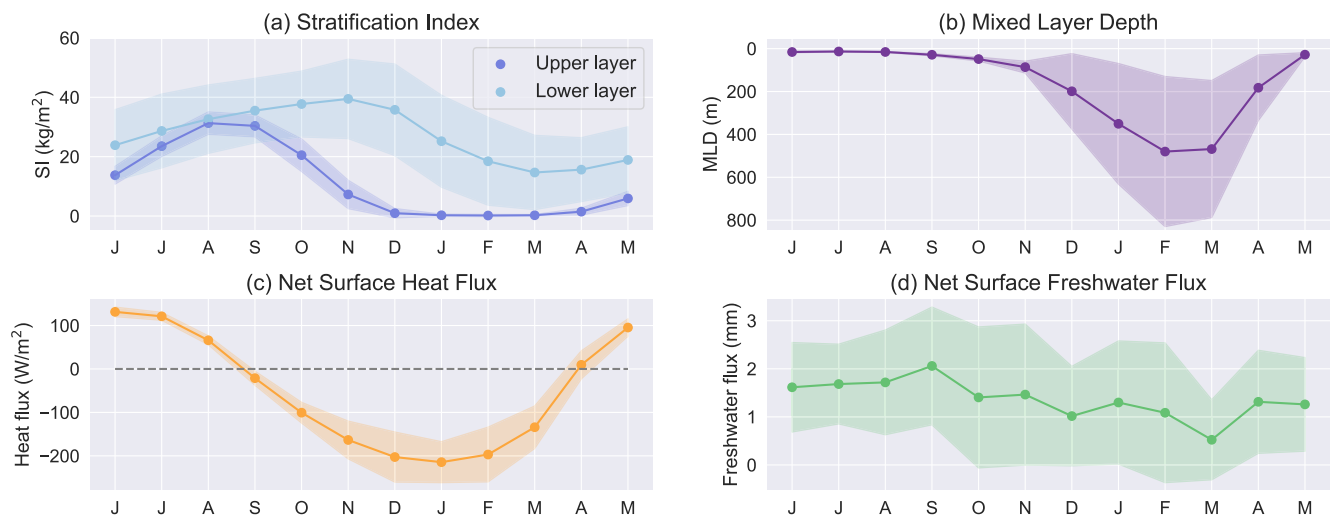 (a) Stratification Index
60
40
20
0
SI (kg/m²)
Upper layer
Lower layer
J J A S O N D J F M A M
(b) Mixed Layer Depth
0
200
400
600
800
MLD (m)
J J A S O N D J F M A M
(c) Net Surface Heat Flux
100
0
−100
−200
Heat flux (W/m²)
J J A S O N D J F M A M
(d) Net Surface Freshwater Flux
3
2
1
0
Freshwater flux (mm)
J J A S O N D J F M A M